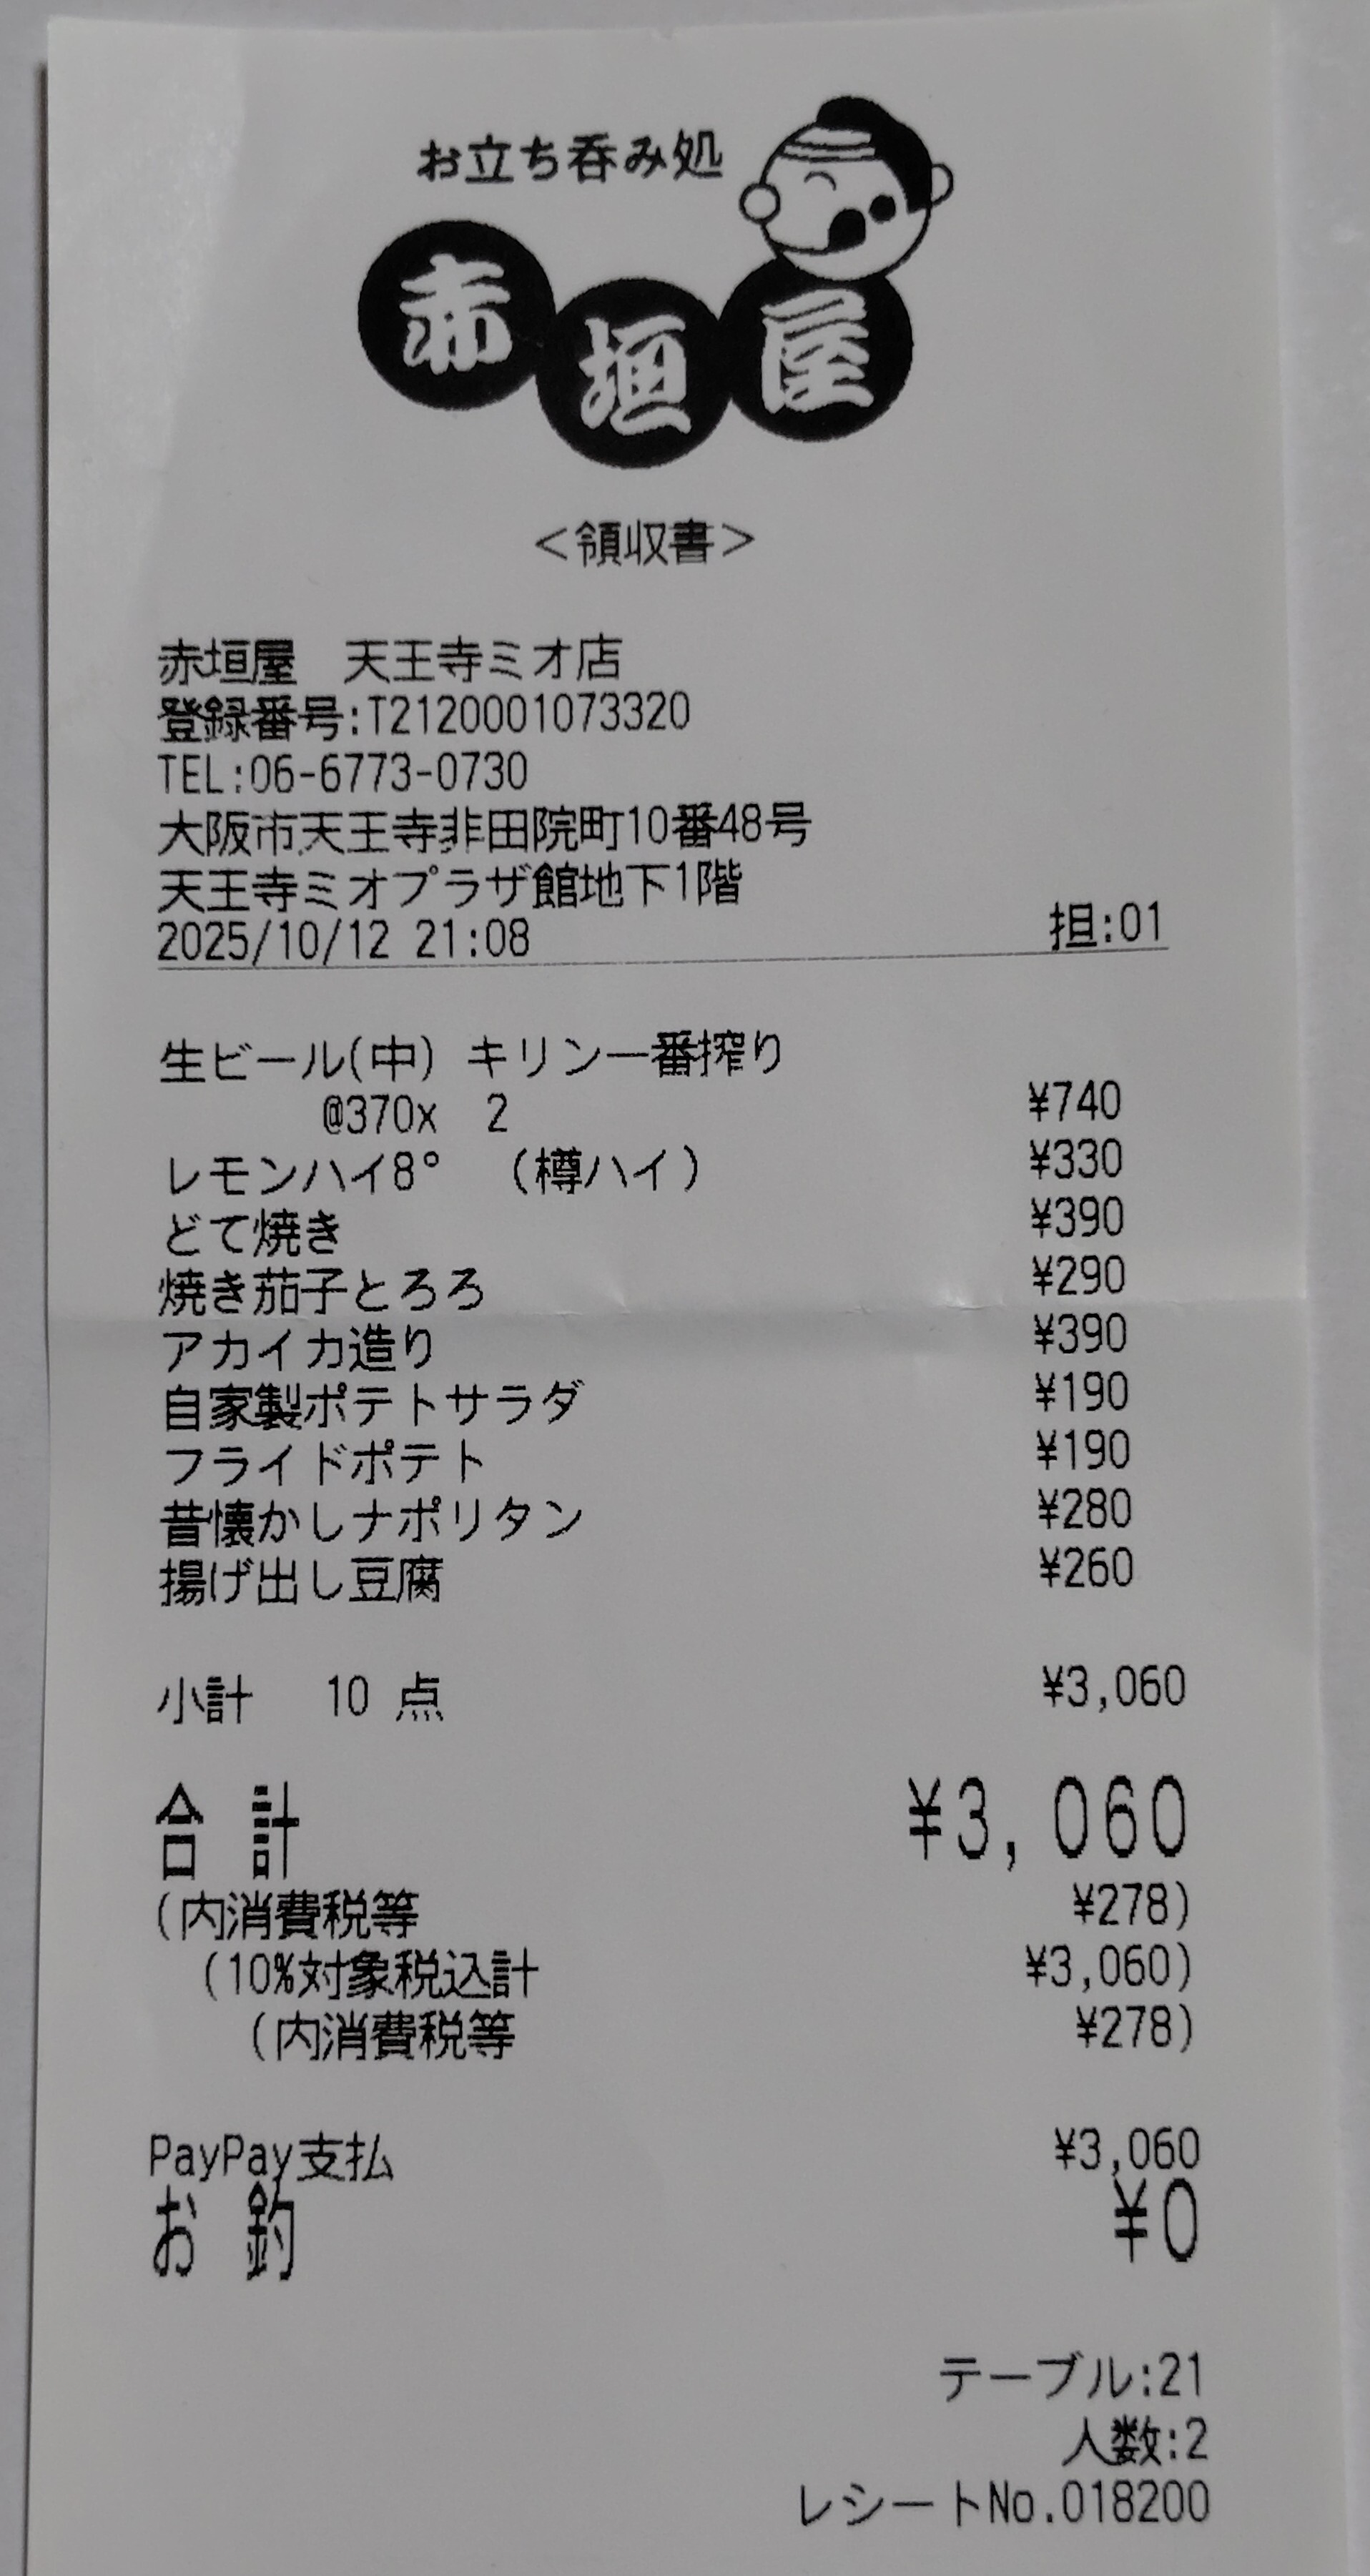 お立ち呑み処
赤垣屋
<領収書>
赤垣屋　天王寺ミオ店
登録番号:T2120001073320
TEL:06-6773-0730
大阪市天王寺非田院町10番48号
天王寺ミオプラザ館地下1階
2025/10/12 21:08 担:01
生ビール(中) キリン一番搾り
@370x 2 ¥740
レモンハイ8° （樽ハイ） ¥330
どて焼き ¥390
焼き茄子とろろ ¥290
アカイカ造り ¥390
自家製ポテトサラダ ¥190
フライドポテト ¥190
昔懐かしナポリタン ¥280
揚げ出し豆腐 ¥260
小計 10 点 ¥3,060
合 計 ¥3,060
(内消費税等 ¥278)
(10%対象税込計 ¥3,060)
(内消費税等 ¥278)
PayPay支払 ¥3,060
お 釣 ¥0
テーブル:21
人数:2
レシートNo.018200